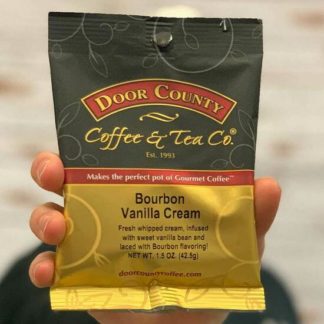 DOOR COUNTY
Coffee & Tea Co.®
Est. 1993
Makes the perfect pot of Gourmet Coffee™
Bourbon
Vanilla Cream
Fresh whipped cream, infused
with sweet vanilla bean and
laced with Bourbon flavoring!
NET WT. 1.5 OZ. (42.5g)
doorcountycoffee.com